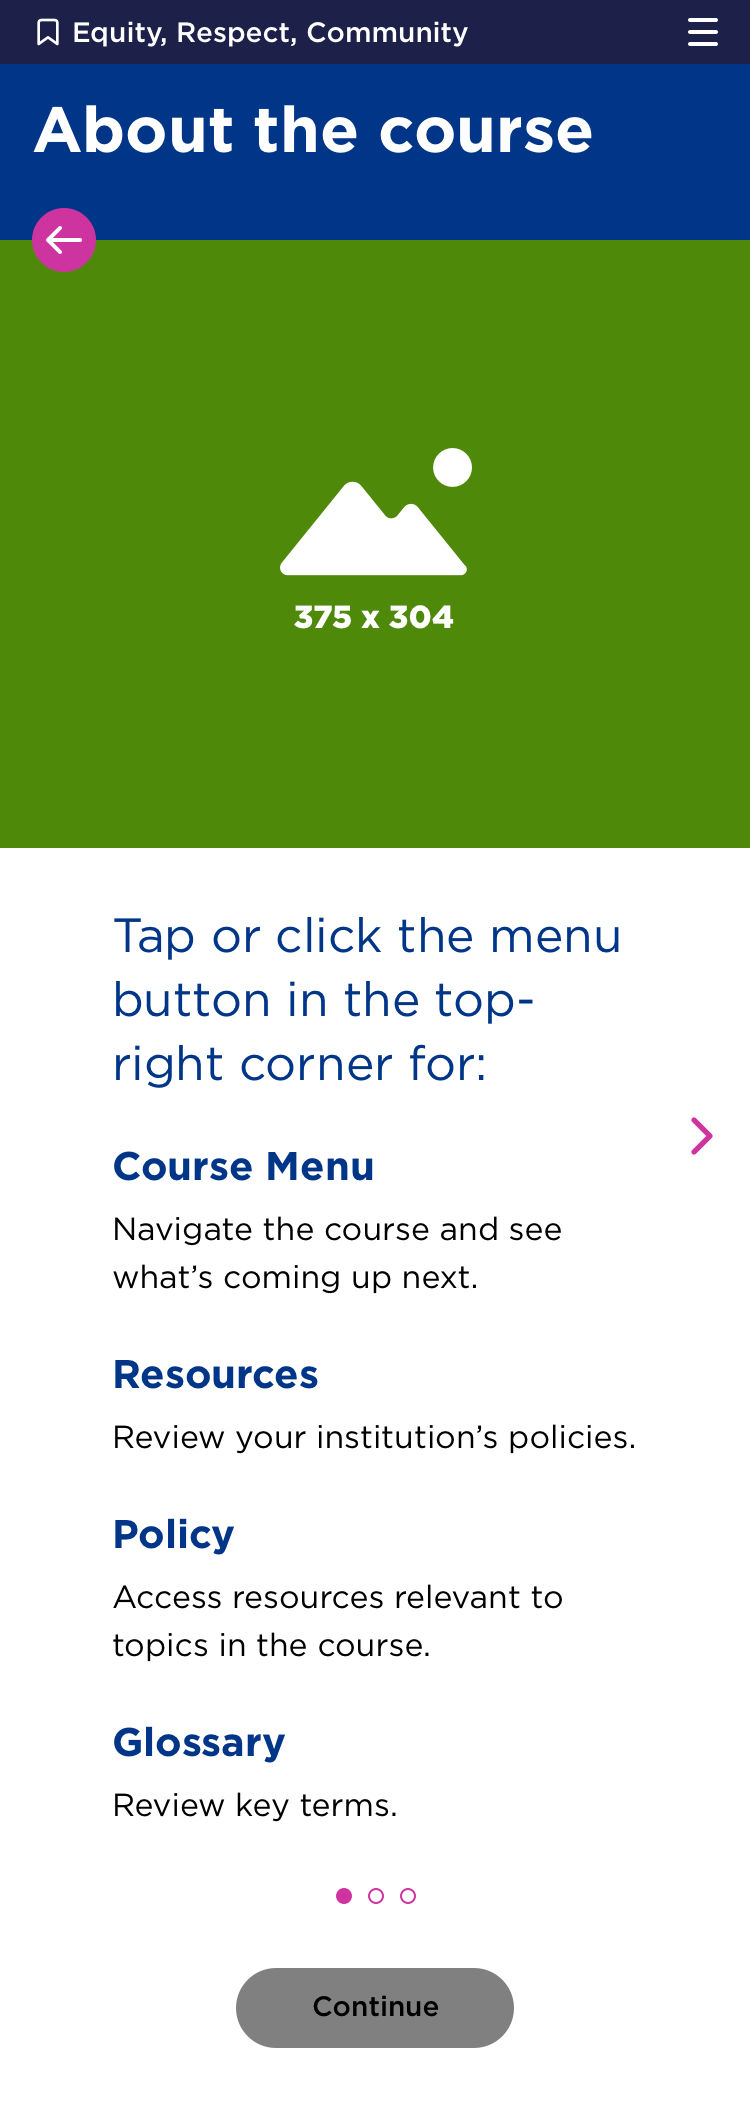 Equity, Respect, Community
About the course
375 x 304
Tap or click the menu
button in the top-
right corner for:
Course Menu
Navigate the course and see
what’s coming up next.
Resources
Review your institution’s policies.
Policy
Access resources relevant to
topics in the course.
Glossary
Review key terms.
Continue